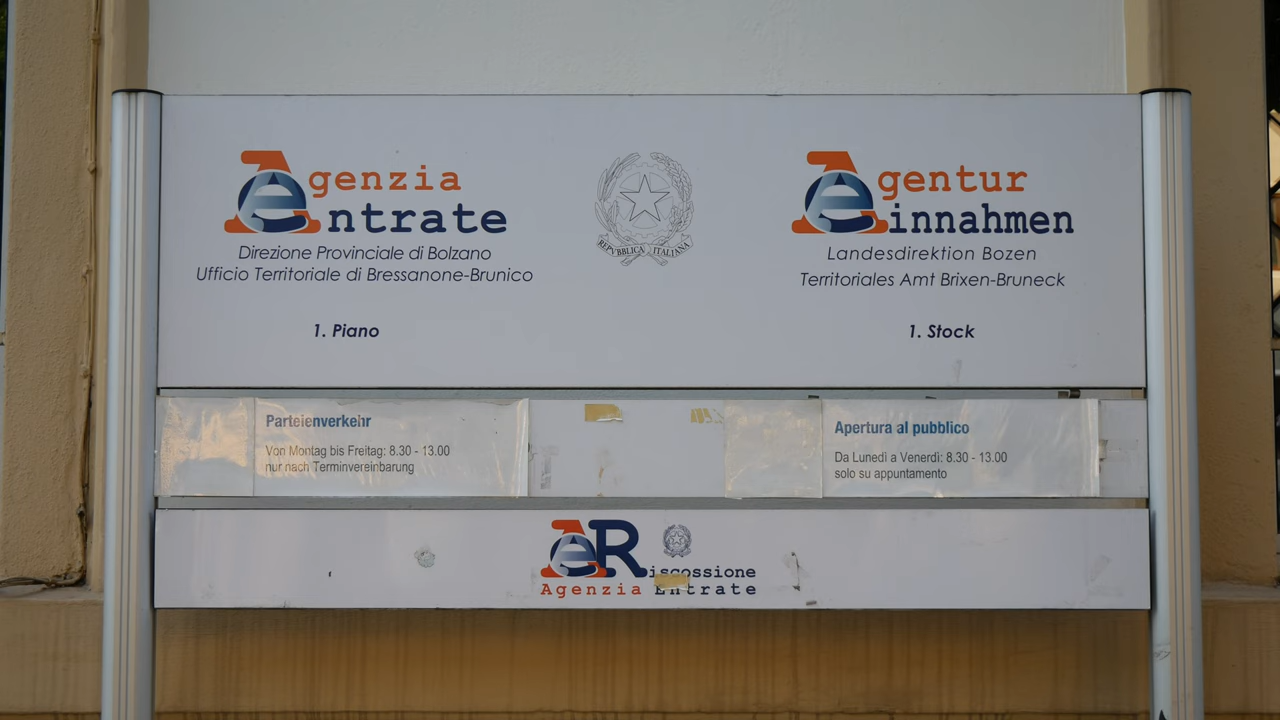 Agenzia
entrate
Direzione Provinciale di Bolzano
Ufficio Territoriale di Bressanone-Brunico
1. Piano
REPVBBLICA ITALIANA
Agentur
einnahmen
Landesdirektion Bozen
Territoriales Amt Brixen-Bruneck
1. Stock
Parteienverkehr
Von Montag bis Freitag: 8.30 - 13.00
nur nach Terminvereinbarung
Apertura al pubblico
Da Lunedì a Venerdì: 8.30 - 13.00
solo su appuntamento
AeRiscossione
Agenzia Entrate